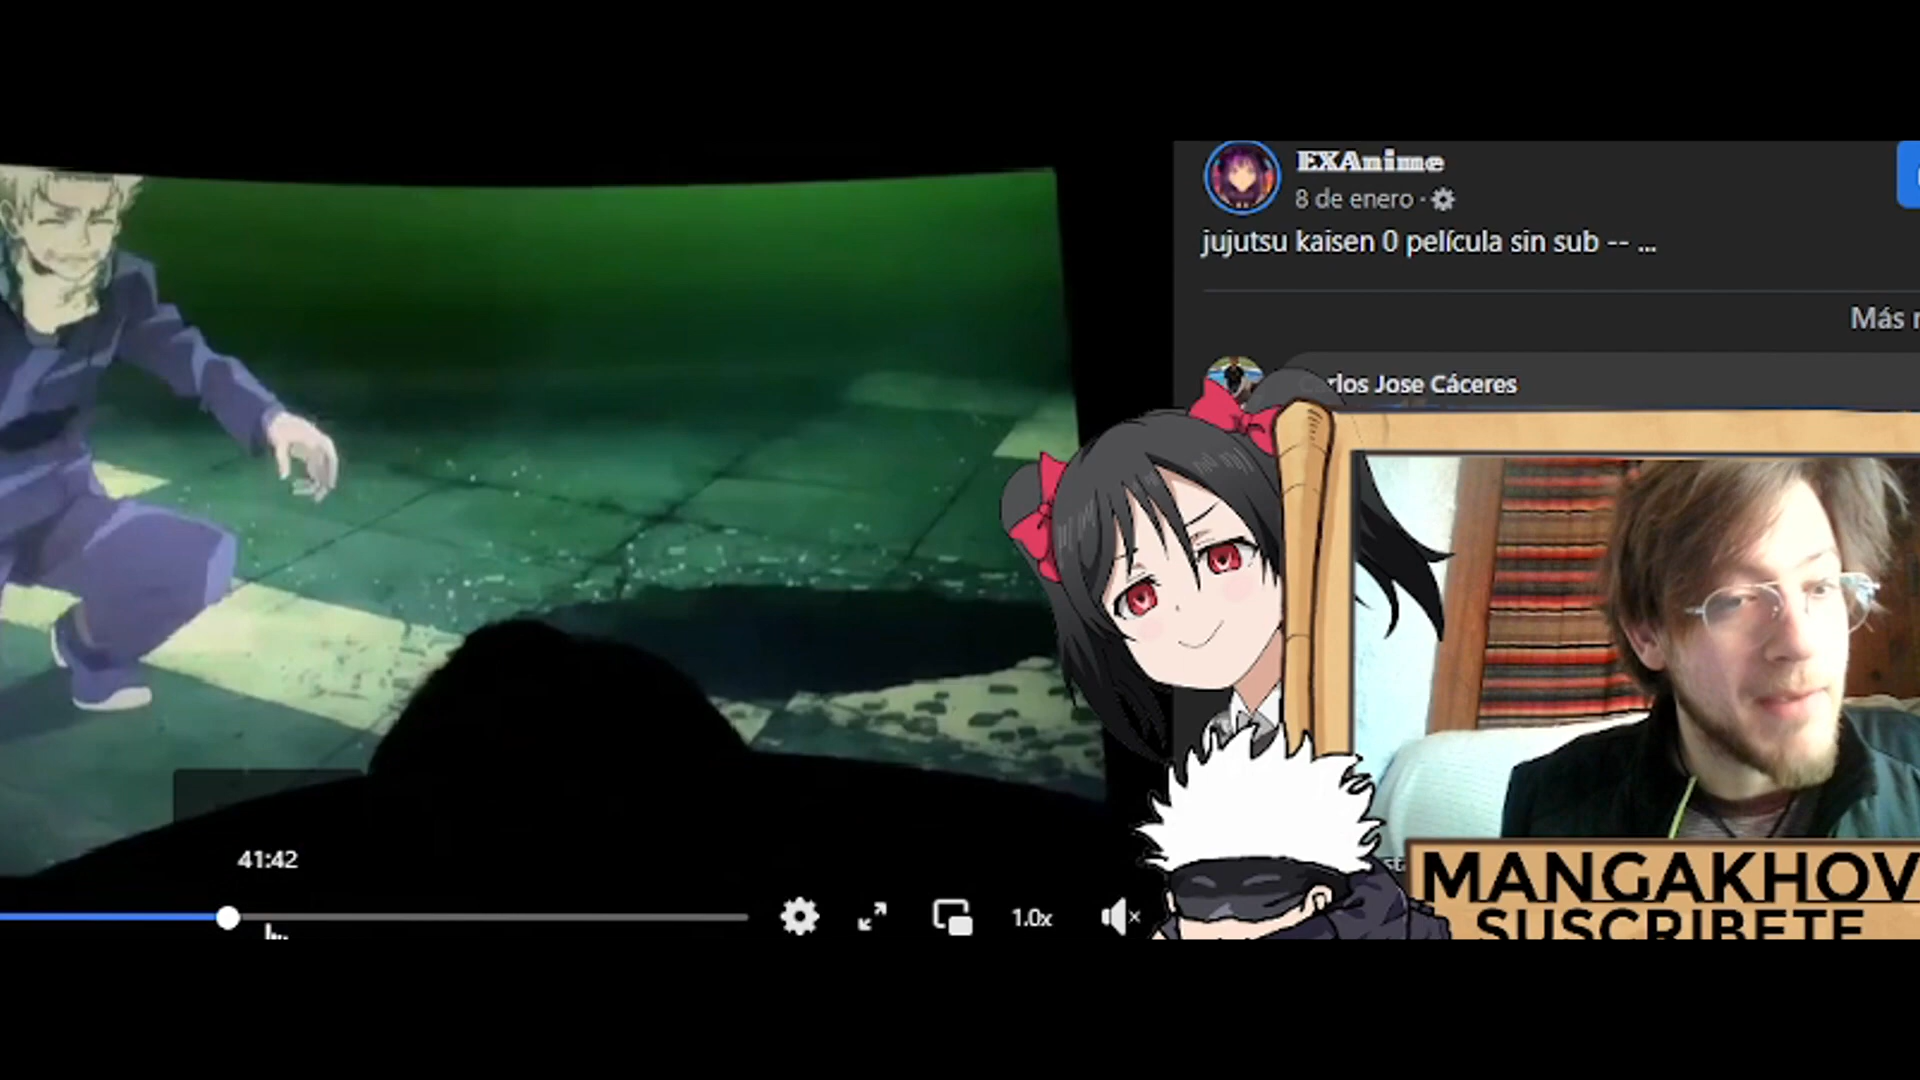 EXAnime
8 de enero ·
jujutsu kaisen 0 película sin sub -- ...
Más
rlos Jose Cáceres
41:42
1.0x
MANGAKHOV
SUSCRIBETE